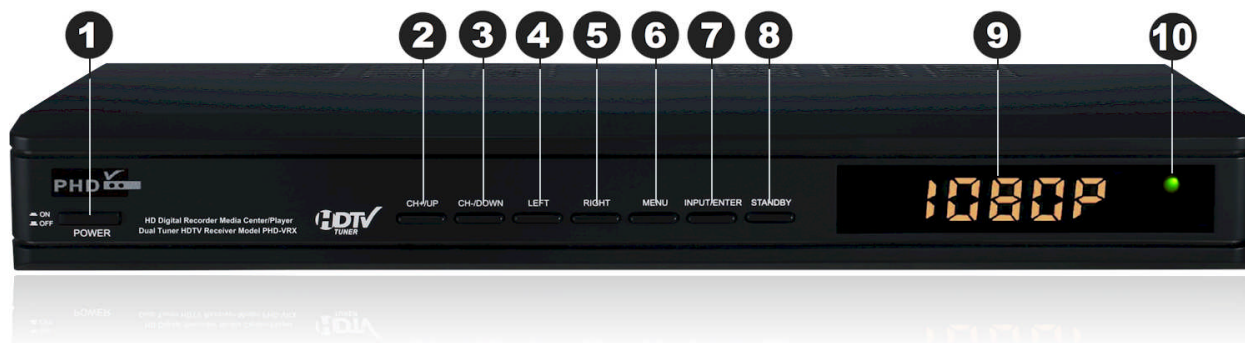 1 2 3 4 5 6 7 8 9 10
PHD
ON
OFF
POWER
HD Digital Recorder Media Center/Player
Dual Tuner HDTV Receiver Model PHD-VRX
HDTV
TUNER
CH+/UP CH-/DOWN LEFT RIGHT MENU INPUT/ENTER STANDBY
1080P